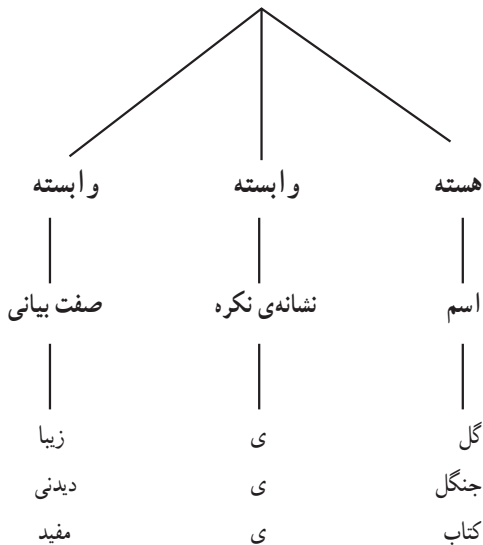 هسته وابسته وابسته
اسم نشانه‌ی نکره صفت بیانی
گل ی زیبا
جنگل ی دیدنی
کتاب ی مفید